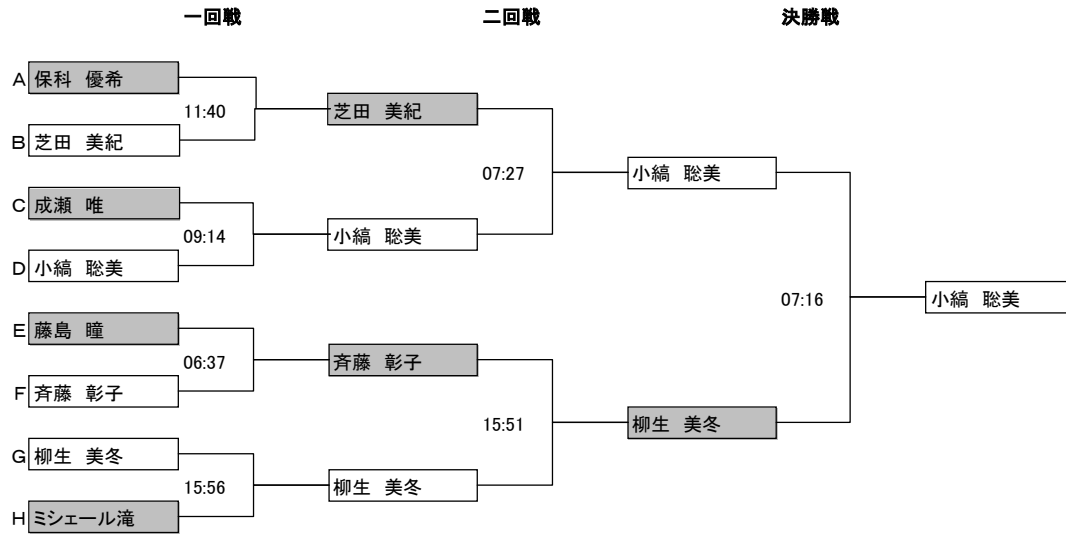 一回戦
二回戦
決勝戦
A 保科 優希
11:40
B 芝田 美紀
芝田 美紀
07:27
C 成瀬 唯
09:14
D 小縞 聡美
小縞 聡美
小縞 聡美
E 藤島 瞳
06:37
F 斉藤 彰子
斉藤 彰子
15:51
G 柳生 美冬
15:56
H ミシェール滝
柳生 美冬
柳生 美冬
07:16
小縞 聡美